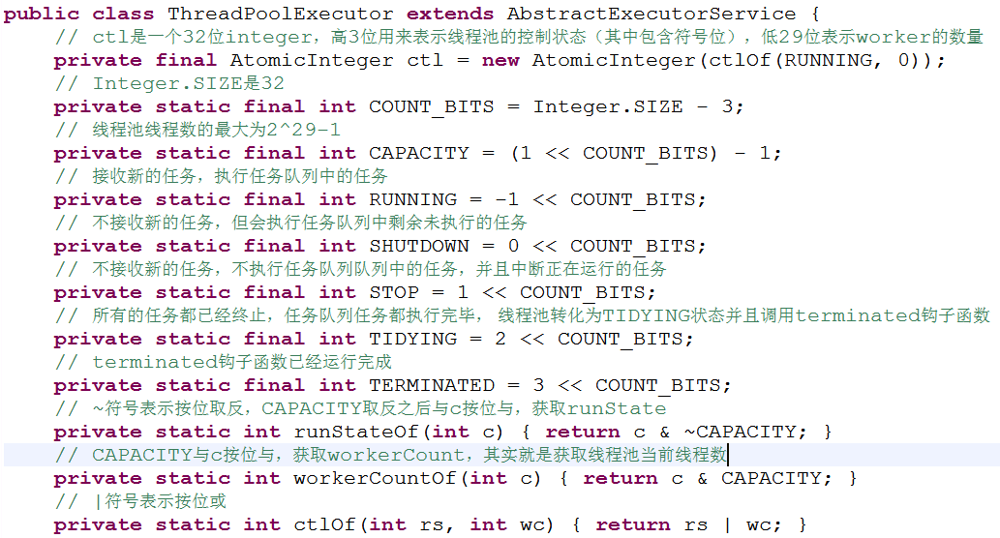 public class ThreadPoolExecutor extends AbstractExecutorService {
// ctl是一个32位integer，高3位用来表示线程池的控制状态（其中包含符号位），低29位表示worker的数量
private final AtomicInteger ctl = new AtomicInteger(ctlOf(RUNNING, 0));
// Integer.SIZE是32
private static final int COUNT_BITS = Integer.SIZE - 3;
// 线程池线程数的最大为2^29-1
private static final int CAPACITY = (1 << COUNT_BITS) - 1;
// 接收新的任务，执行任务队列中的任务
private static final int RUNNING = -1 << COUNT_BITS;
// 不接收新的任务，但会执行任务队列中剩余未执行的任务
private static final int SHUTDOWN = 0 << COUNT_BITS;
// 不接收新的任务，不执行任务队列队列中的任务，并且中断正在运行的任务
private static final int STOP = 1 << COUNT_BITS;
// 所有的任务都已经终止，任务队列任务都执行完毕， 线程池转化为TIDYING状态并且调用terminated钩子函数
private static final int TIDYING = 2 << COUNT_BITS;
// terminated钩子函数已经运行完成
private static final int TERMINATED = 3 << COUNT_BITS;
// ~符号表示按位取反，CAPACITY取反之后与c按位与，获取runState
private static int runStateOf(int c) { return c & ~CAPACITY; }
// CAPACITY与c按位与，获取workerCount，其实就是获取线程池当前线程数
private static int workerCountOf(int c) { return c & CAPACITY; }
// |符号表示按位或
private static int ctlOf(int rs, int wc) { return rs | wc; }